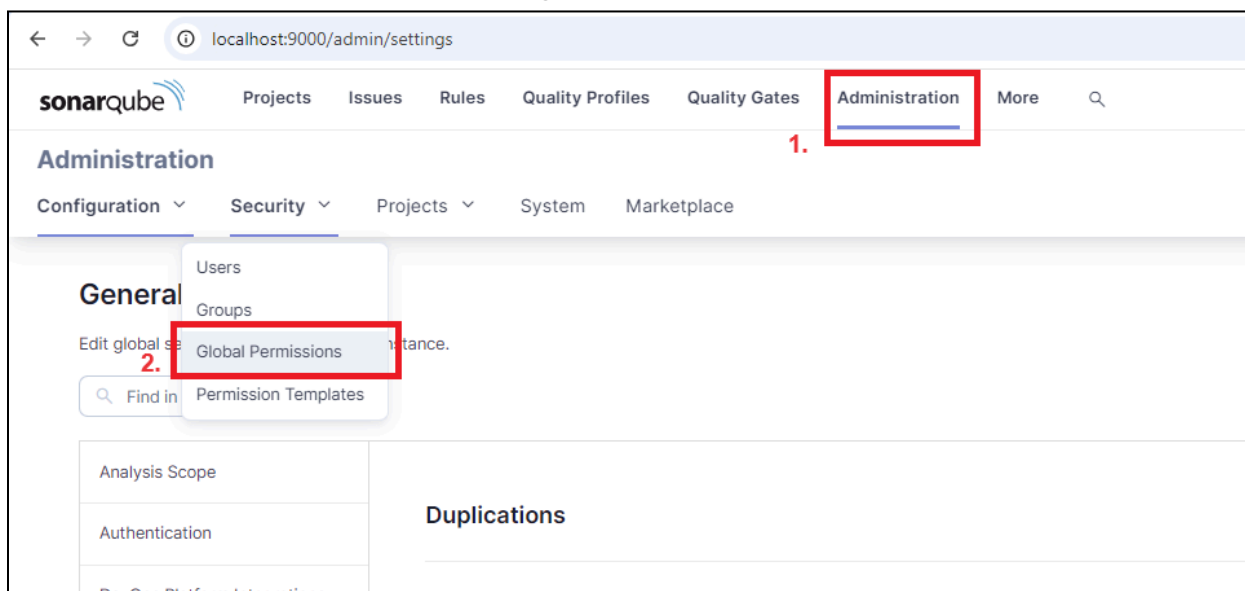 localhost:9000/admin/settings
sonarqube Projects Issues Rules Quality Profiles Quality Gates Administration More
1.
Administration
Configuration Security Projects System Marketplace
Users
General
Groups
Edit global se Global Permissions stance.
2.
Find in Permission Templates
Analysis Scope
Duplications
Authentication